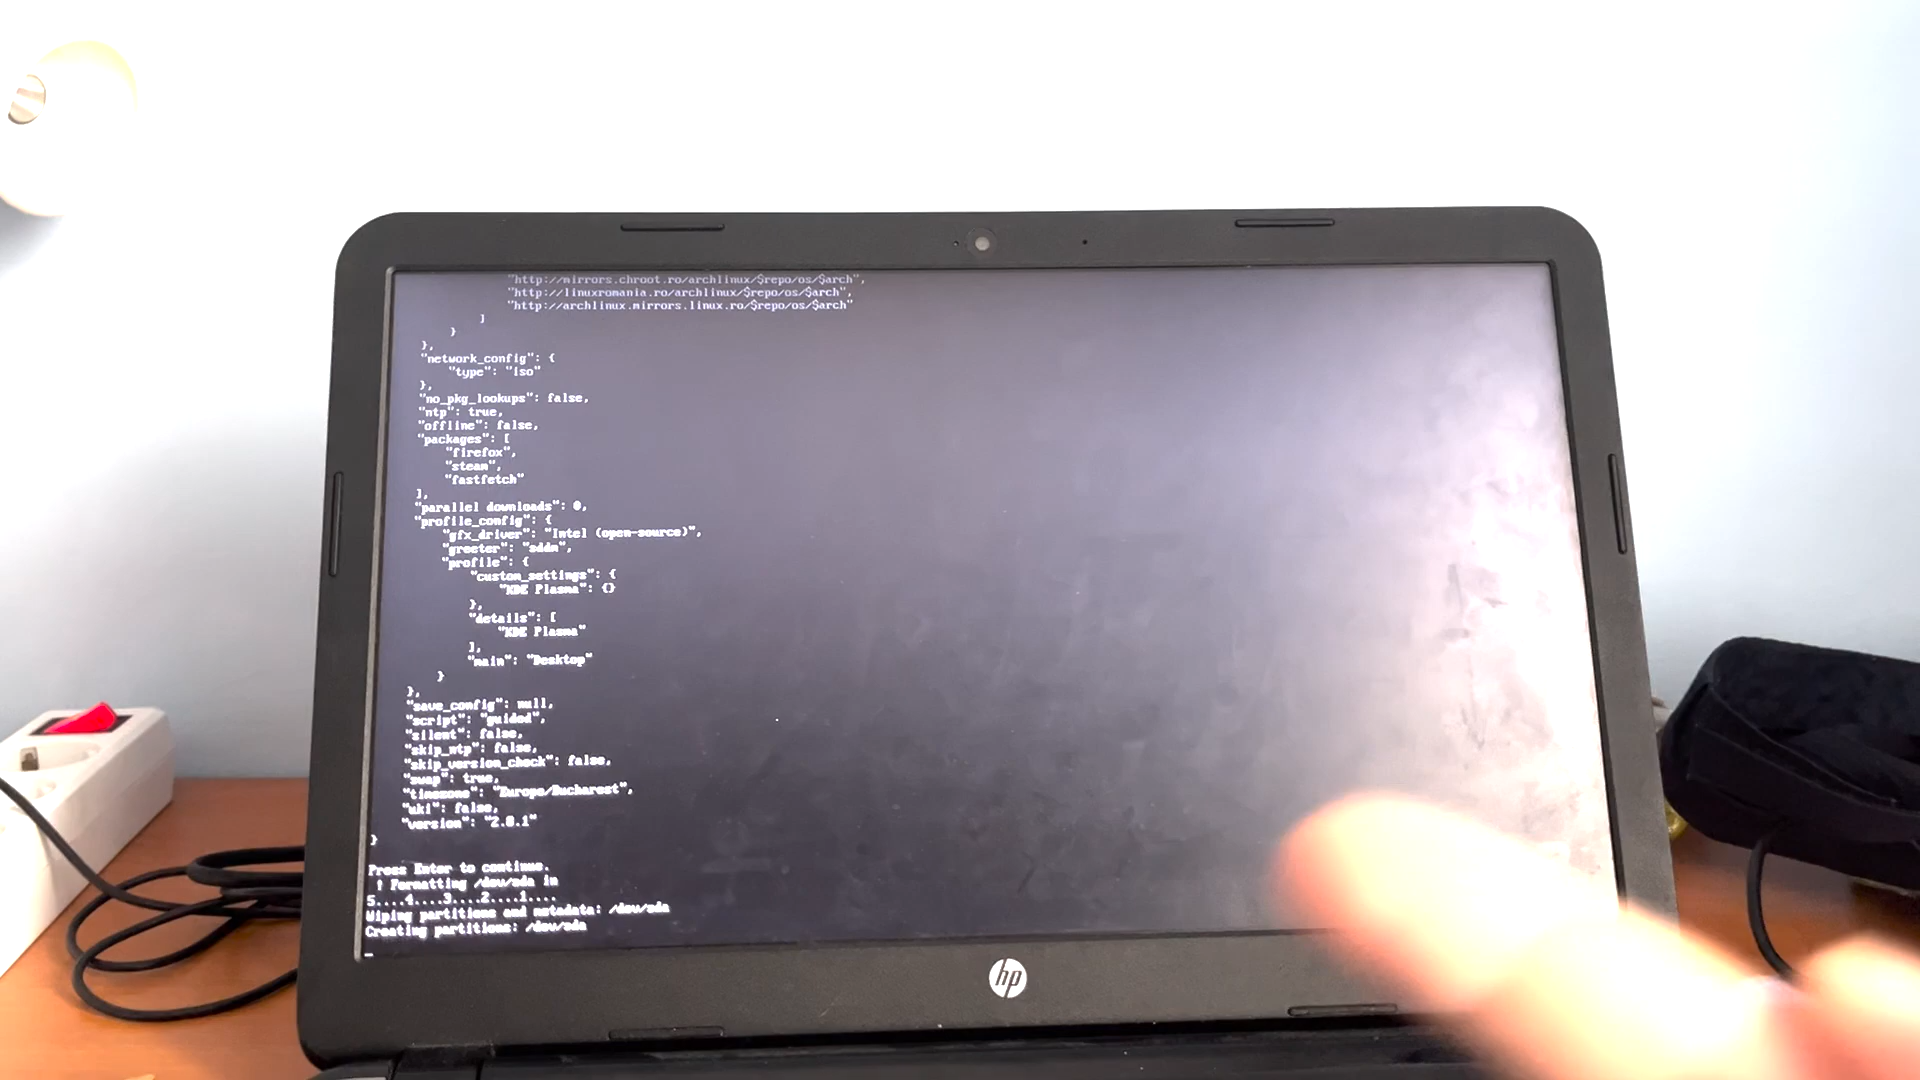 "http://mirrors.chroot.ro/archlinux/$repo/os/$arch",
"http://linuxromania.ro/archlinux/$repo/os/$arch",
"http://archlinux.mirrors.linux.ro/$repo/os/$arch"
]
}
},
"network_config": {
"type": "iso"
},
"no_pkg_lookups": false,
"ntp": true,
"offline": false,
"packages": [
"firefox",
"steam",
"fastfetch"
],
"parallel downloads": 0,
"profile_config": {
"gfx_driver": "Intel (open-source)",
"greeter": "sddm",
"profile": {
"custom_settings": {
"KDE Plasma": {}
},
"details": [
"KDE Plasma"
],
"main": "Desktop"
}
},
"save_config": null,
"script": "guided",
"silent": false,
"skip_ntp": false,
"skip_version_check": false,
"swap": true,
"timezone": "Europe/Bucharest",
"uki": false,
"version": "2.8.1"
}
Press Enter to continue.
! Formatting /dev/sda in
5....4....3....2....1....
Wiping partitions and metadata: /dev/sda
Creating partitions: /dev/sda
hp